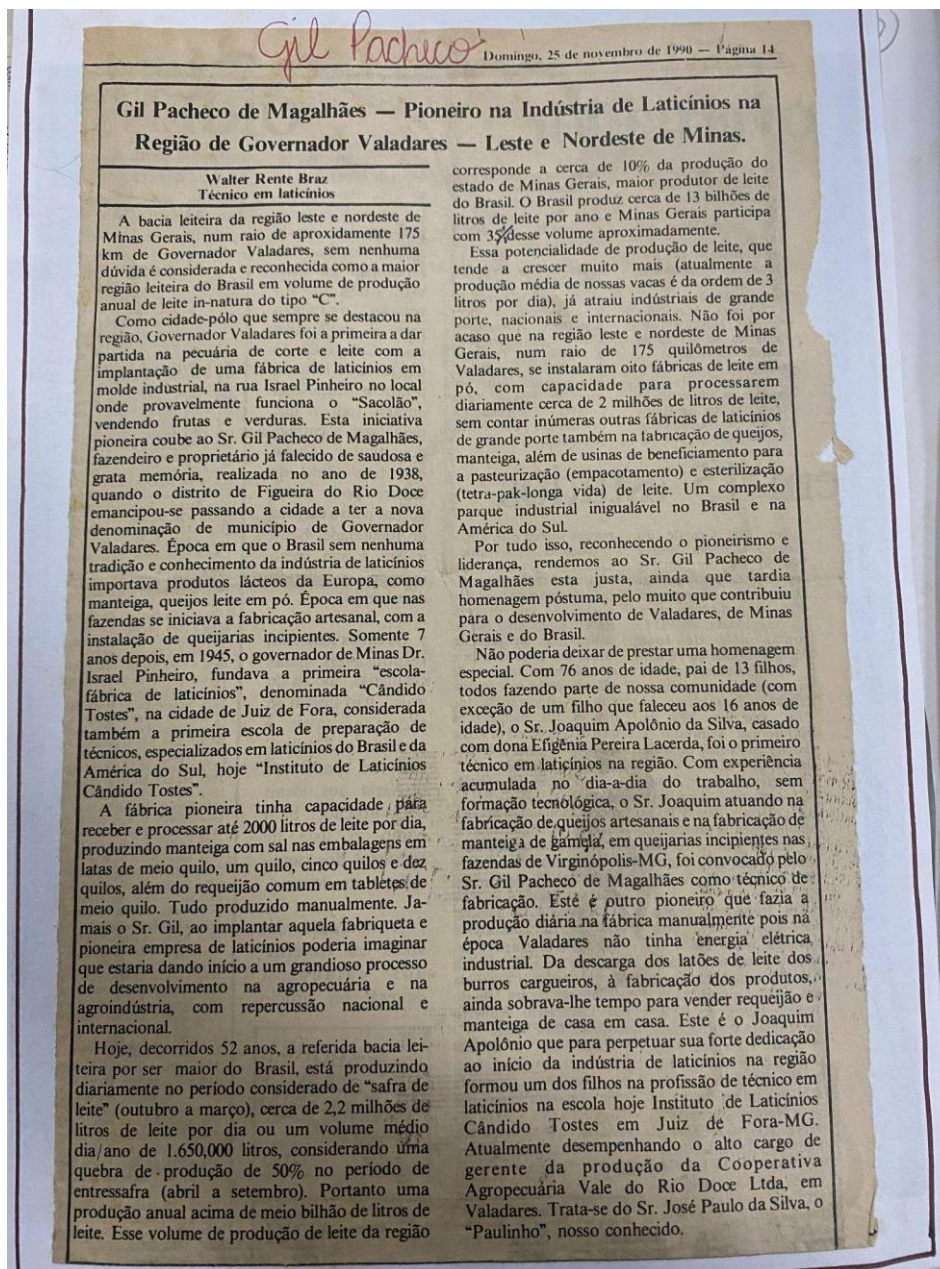 Gil Pacheco
Domingo, 25 de novembro de 1990 — Página 14
Gil Pacheco de Magalhães — Pioneiro na Indústria de Laticínios na
Região de Governador Valadares — Leste e Nordeste de Minas.
Walter Rente Braz
Técnico em laticínios
A bacia leiteira da região leste e nordeste de
Minas Gerais, num raio de aproxidamente 175
km de Governador Valadares, sem nenhuma
dúvida é considerada e reconhecida como a maior
região leiteira do Brasil em volume de produção
anual de leite in-natura do tipo “C”.
Como cidade-pólo que sempre se destacou na
região, Governador Valadares foi a primeira a dar
partida na pecuária de corte e leite com a
implantação de uma fábrica de laticínios em
molde industrial, na rua Israel Pinheiro no local
onde provavelmente funciona o “Sacolão”,
vendendo frutas e verduras. Esta iniciativa
pioneira coube ao Sr. Gil Pacheco de Magalhães,
fazendeiro e proprietário já falecido de saudosa e
grata memória, realizada no ano de 1938,
quando o distrito de Figueira do Rio Doce
emancipou-se passando a cidade a ter a nova
denominação de município de Governador
Valadares. Época em que o Brasil sem nenhuma
tradição e conhecimento da indústria de laticínios
importava produtos lácteos da Europa, como
manteiga, queijos leite em pó. Época em que nas
fazendas se iniciava a fabricação artesanal, com a
instalação de queijarias incipientes. Somente 7
anos depois, em 1945, o governador de Minas Dr.
Israel Pinheiro, fundava a primeira “escola-
fábrica de laticínios”, denominada “Cândido
Tostes”, na cidade de Juiz de Fora, considerada
também a primeira escola de preparação de
técnicos, especializados em laticínios do Brasil e da
América do Sul, hoje “Instituto de Laticínios
Cândido Tostes”.
A fábrica pioneira tinha capacidade para
receber e processar até 2000 litros de leite por dia,
produzindo manteiga com sal nas embalagens em
latas de meio quilo, um quilo, cinco quilos e dez
quilos, além do requeijão comum em tabletes de
meio quilo. Tudo produzido manualmente. Ja-
mais o Sr. Gil, ao implantar aquela fabriqueta e
pioneira empresa de laticínios poderia imaginar
que estaria dando início a um grandioso processo
de desenvolvimento na agropecuária e na
agroindústria, com repercussão nacional e
internacional.
Hoje, decorridos 52 anos, a referida bacia lei-
teira por ser maior do Brasil, está produzindo
diariamente no período considerado de “safra de
leite” (outubro a março), cerca de 2,2 milhões de
litros de leite por dia ou um volume médio
dia/ano de 1.650,000 litros, considerando uma
quebra de produção de 50% no período de
entressafra (abril a setembro). Portanto uma
produção anual acima de meio bilhão de litros de
leite. Esse volume de produção de leite da região
corresponde a cerca de 10% da produção do
estado de Minas Gerais, maior produtor de leite
do Brasil. O Brasil produz cerca de 13 bilhões de
litros de leite por ano e Minas Gerais participa
com 35% desse volume aproximadamente.
Essa potencialidade de produção de leite, que
tende a crescer muito mais (atualmente a
produção média de nossas vacas é da ordem de 3
litros por dia), já atraiu indústriais de grande
porte, nacionais e internacionais. Não foi por
acaso que na região leste e nordeste de Minas
Gerais, num raio de 175 quilômetros de
Valadares, se instalaram oito fábricas de leite em
pó, com capacidade para processarem
diariamente cerca de 2 milhões de litros de leite,
sem contar inúmeras outras fábricas de laticínios
de grande porte também na fabricação de queijos,
manteiga, além de usinas de beneficiamento para
a pasteurização (empacotamento) e esterilização
(tetra-pak-longa vida) de leite. Um complexo
parque industrial inigualável no Brasil e na
América do Sul.
Por tudo isso, reconhecendo o pioneirismo e
liderança, rendemos ao Sr. Gil Pacheco de
Magalhães esta justa, ainda que tardia
homenagem póstuma, pelo muito que contribuiu
para o desenvolvimento de Valadares, de Minas
Gerais e do Brasil.
Não poderia deixar de prestar uma homenagem
especial. Com 76 anos de idade, pai de 13 filhos,
todos fazendo parte de nossa comunidade (com
exceção de um filho que faleceu aos 16 anos de
idade), o Sr. Joaquim Apolônio da Silva, casado
com dona Efigênia Pereira Lacerda, foi o primeiro
técnico em laticínios na região. Com experiência
acumulada no dia-a-dia do trabalho, sem
formação tecnológica, o Sr. Joaquim atuando na
fabricação de queijos artesanais e na fabricação de
manteiga de gamela, em queijarias incipientes nas
fazendas de Virginópolis-MG, foi convocado pelo
Sr. Gil Pacheco de Magalhães como técnico de
fabricação. Esté é outro pioneiro que fazia a
produção diária na fábrica manualmente pois na
época Valadares não tinha energia elétrica
industrial. Da descarga dos latões de leite dos
burros cargueiros, à fabricação dos produtos,
ainda sobrava-lhe tempo para vender requeijão e
manteiga de casa em casa. Este é o Joaquim
Apolônio que para perpetuar sua forte dedicação
ao início da indústria de laticínios na região
formou um dos filhos na profissão de técnico em
laticínios na escola hoje Instituto de Laticínios
Cândido Tostes em Juiz de Fora-MG.
Atualmente desempenhando o alto cargo de
gerente da produção da Cooperativa
Agropecuária Vale do Rio Doce Ltda, em
Valadares. Trata-se do Sr. José Paulo da Silva, o
“Paulinho”, nosso conhecido.